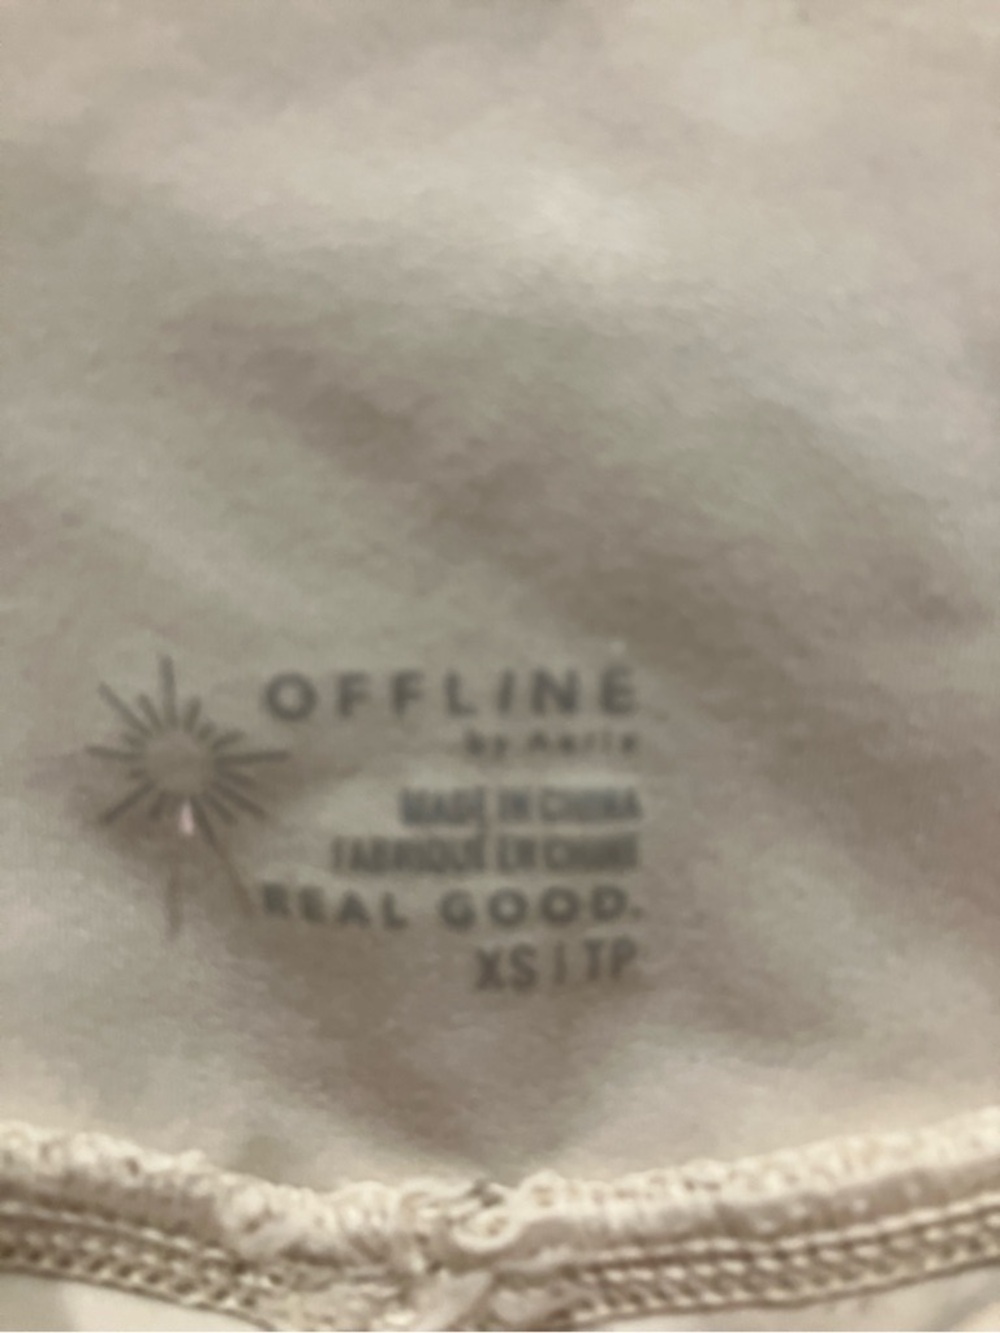 OFFLINE
by Aerie
MADE IN CHINA
FABRIQUÉ EN CHINE
REAL GOOD.
XS | TP